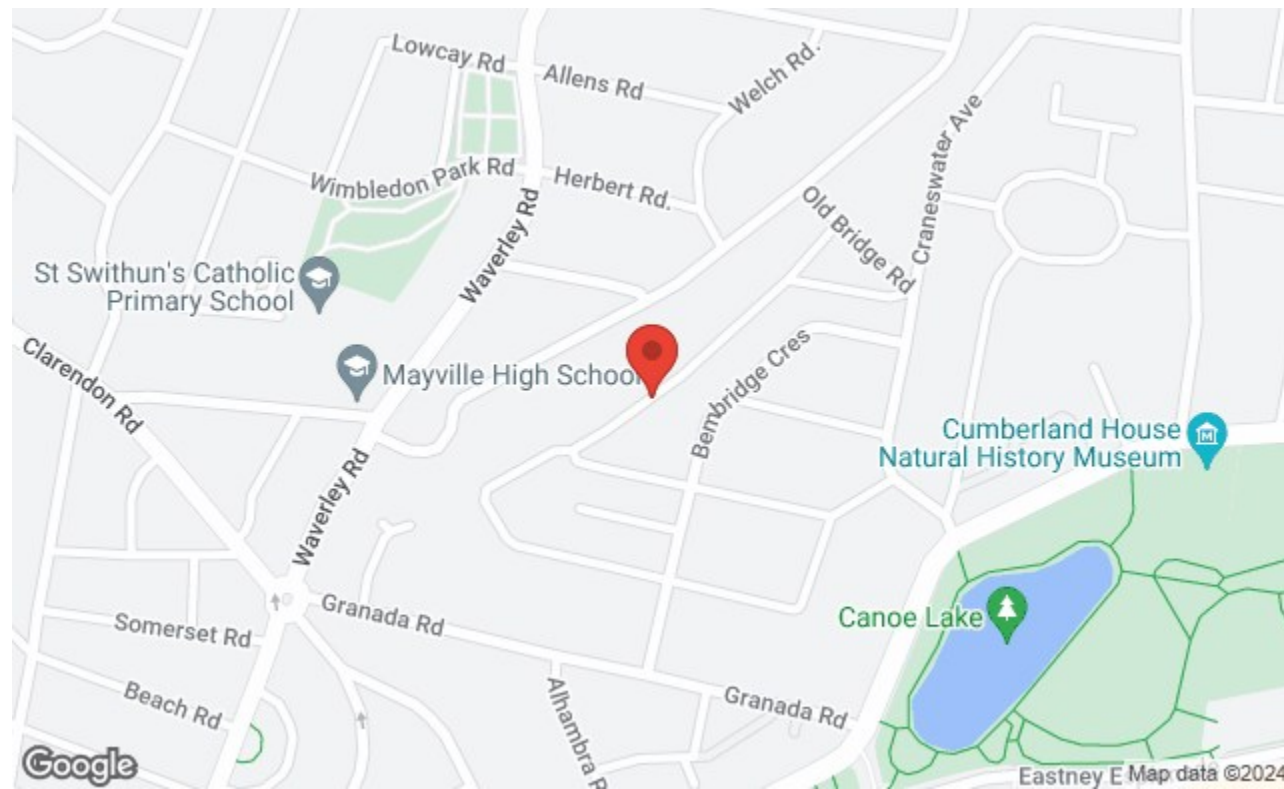 Lowcay Rd
Allens Rd
Welch Rd.
Wimbledon Park Rd
Herbert Rd.
Craneswater Ave
Old Bridge Rd
Waverley Rd
St Swithun's Catholic
Primary School
Clarendon Rd
Mayville High School
Bembridge Cres
Cumberland House
Natural History Museum
Waverley Rd
Granada Rd
Canoe Lake
Somerset Rd
Beach Rd
Alhambra R
Granada Rd
Google
Eastney E
Map data ©2024